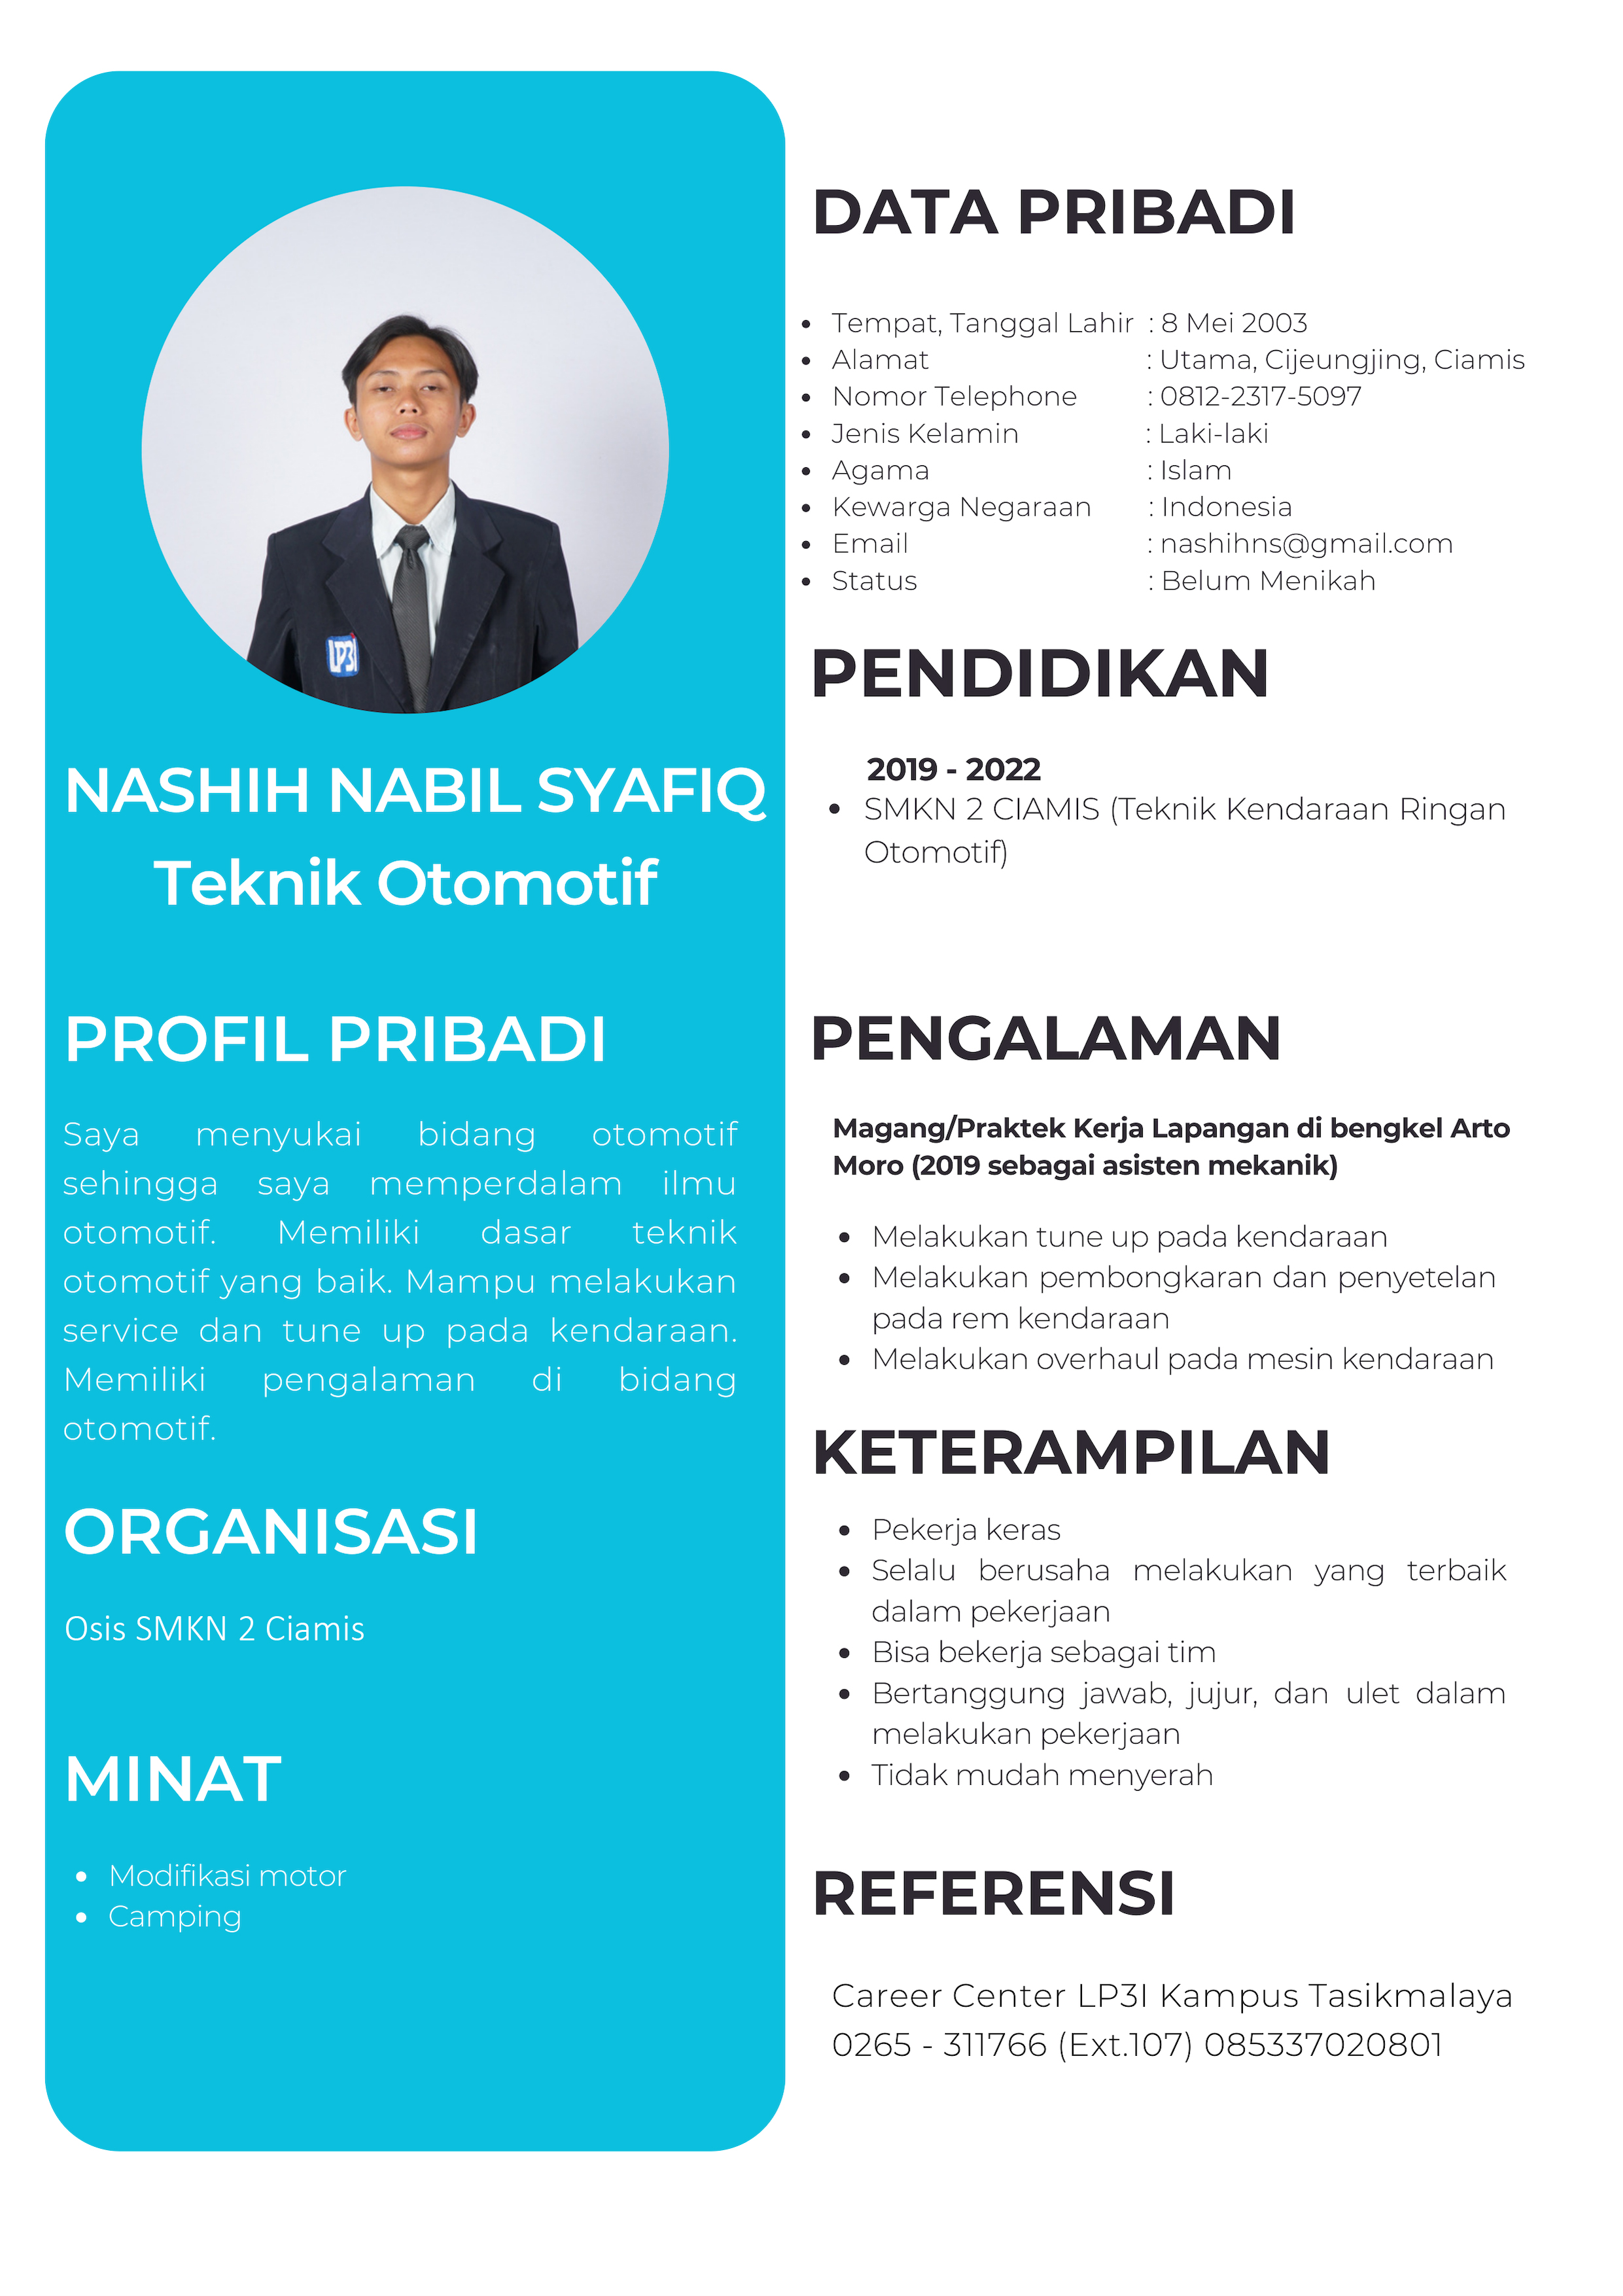 LP3I
NASHIH NABIL SYAFIQ
Teknik Otomotif
PROFIL PRIBADI
Saya menyukai bidang otomotif
sehingga saya memperdalam ilmu
otomotif. Memiliki dasar teknik
otomotif yang baik. Mampu melakukan
service dan tune up pada kendaraan.
Memiliki pengalaman di bidang
otomotif.
ORGANISASI
Osis SMKN 2 Ciamis
MINAT
• Modifikasi motor
• Camping
DATA PRIBADI
• Tempat, Tanggal Lahir : 8 Mei 2003
• Alamat : Utama, Cijeungjing, Ciamis
• Nomor Telephone : 0812-2317-5097
• Jenis Kelamin : Laki-laki
• Agama : Islam
• Kewarga Negaraan : Indonesia
• Email : nashihns@gmail.com
• Status : Belum Menikah
PENDIDIKAN
2019 - 2022
• SMKN 2 CIAMIS (Teknik Kendaraan Ringan
Otomotif)
PENGALAMAN
Magang/Praktek Kerja Lapangan di bengkel Arto
Moro (2019 sebagai asisten mekanik)
• Melakukan tune up pada kendaraan
• Melakukan pembongkaran dan penyetelan
pada rem kendaraan
• Melakukan overhaul pada mesin kendaraan
KETERAMPILAN
• Pekerja keras
• Selalu berusaha melakukan yang terbaik
dalam pekerjaan
• Bisa bekerja sebagai tim
• Bertanggung jawab, jujur, dan ulet dalam
melakukan pekerjaan
• Tidak mudah menyerah
REFERENSI
Career Center LP3I Kampus Tasikmalaya
0265 - 311766 (Ext.107) 085337020801